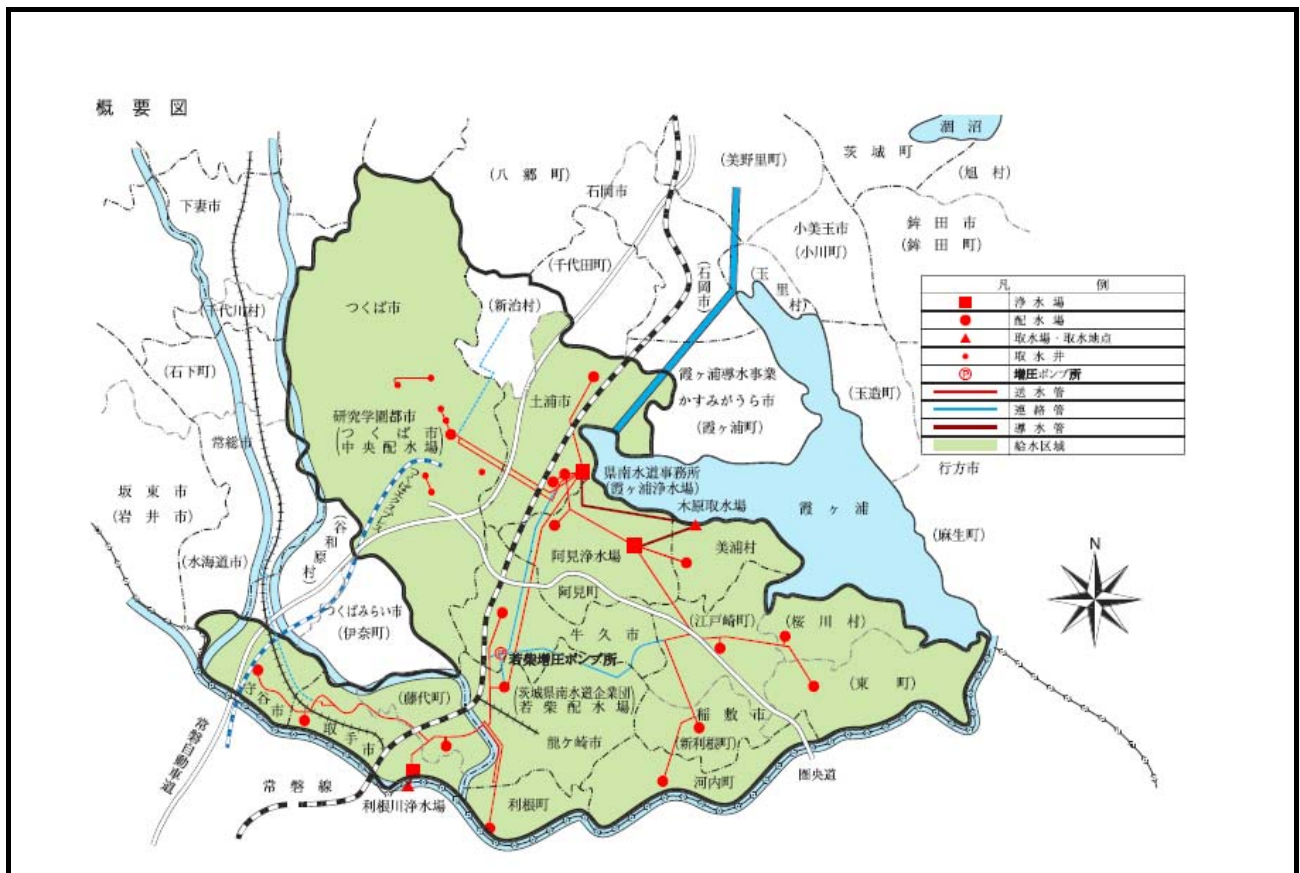 概要図
涸沼
茨城町
(美野里町)
(旭村)
(八郷町)
石岡市
下妻市
小美玉市
(小川町)
鉾田市
(鉾田町)
(千代田町)
(石岡市)
(玉里村)
つくば市
(新治村)
(千代川村)
凡例
浄水場
配水場
取水場・取水地点
取水井
増圧ポンプ所
送水管
連絡管
導水管
給水区域
(石下町)
霞ヶ浦導水事業
かすみがうら市
(霞ヶ浦町)
(玉造町)
土浦市
研究学園都市
(つくば市)
中央配水場
常総市
県南水道事務所
(霞ヶ浦浄水場)
行方市
坂東市
(岩井市)
つくばエクスプレス
木原取水場
霞ヶ浦
(麻生町)
N
(谷和原村)
(水海道市)
阿見浄水場
美浦村
阿見町
つくばみらい市
(伊奈町)
牛久市
(江戸崎町)
(桜川村)
P
若柴増圧ポンプ所
(茨城県南水道企業団)
若柴配水場
(東町)
守谷市
(藤代町)
稲敷市
取手市
龍ケ崎市
(新利根町)
常磐自動車道
河内町
圏央道
常磐線
利根川浄水場
利根町